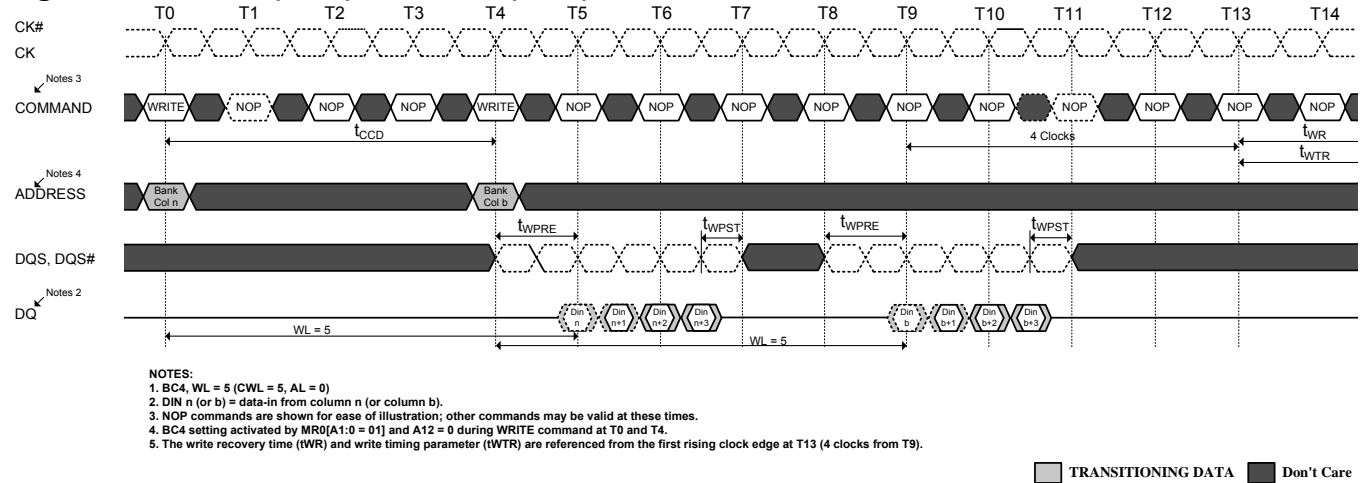 T0 T1 T2 T3 T4 T5 T6 T7 T8 T9 T10 T11 T12 T13 T14
CK#
CK
Notes 3
COMMAND
WRITE NOP NOP NOP WRITE NOP NOP NOP NOP NOP NOP NOP NOP NOP NOP
tCCD
4 Clocks
tWR
tWTR
Notes 4
ADDRESS
Bank Bank
Col n Col b
tWPRE tWPST tWPRE tWPST
DQS, DQS#
Notes 2
DQ
Din Din Din Din Din Din Din Din
n n+1 n+2 n+3 b b+1 b+2 b+3
WL = 5
WL = 5
NOTES:
1. BC4, WL = 5 (CWL = 5, AL = 0)
2. DIN n (or b) = data-in from column n (or column b).
3. NOP commands are shown for ease of illustration; other commands may be valid at these times.
4. BC4 setting activated by MR0[A1:0 = 01] and A12 = 0 during WRITE command at T0 and T4.
5. The write recovery time (tWR) and write timing parameter (tWTR) are referenced from the first rising clock edge at T13 (4 clocks from T9).
TRANSITIONING DATA Don't Care